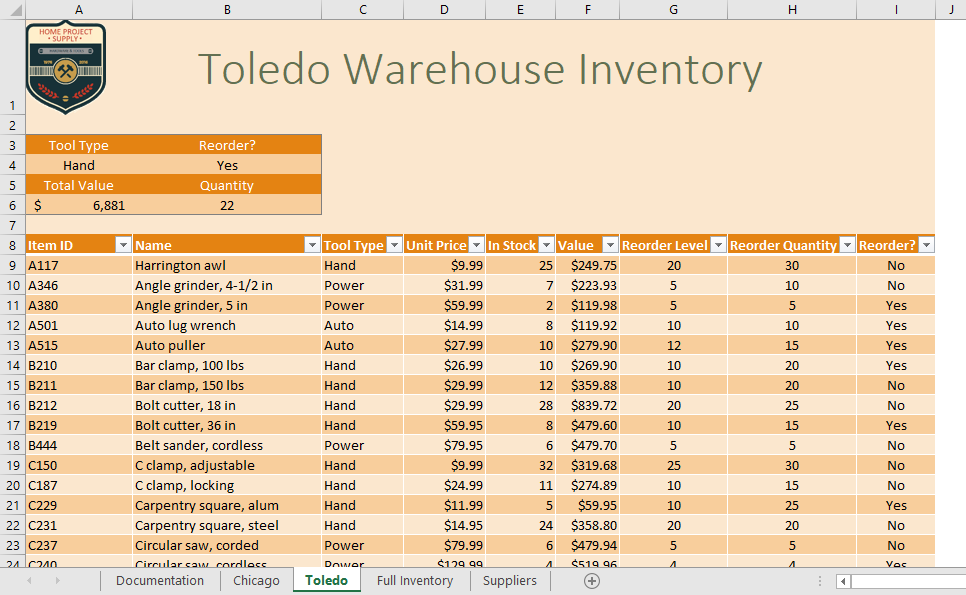 A B C D E F G H I J
HOME PROJECT
• SUPPLY •
Toledo Warehouse Inventory
1
2
3 Tool Type Reorder?
4 Hand Yes
5 Total Value Quantity
6 $ 6,881 22
7
8 Item ID Name Tool Type Unit Price In Stock Value Reorder Level Reorder Quantity Reorder?
9 A117 Harrington awl Hand $9.99 25 $249.75 20 30 No
10 A346 Angle grinder, 4-1/2 in Power $31.99 7 $223.93 5 10 No
11 A380 Angle grinder, 5 in Power $59.99 2 $119.98 5 5 Yes
12 A501 Auto lug wrench Auto $14.99 8 $119.92 10 10 Yes
13 A515 Auto puller Auto $27.99 10 $279.90 12 15 Yes
14 B210 Bar clamp, 100 lbs Hand $26.99 10 $269.90 10 20 Yes
15 B211 Bar clamp, 150 lbs Hand $29.99 12 $359.88 10 20 No
16 B212 Bolt cutter, 18 in Hand $29.99 28 $839.72 20 25 No
17 B219 Bolt cutter, 36 in Hand $59.95 8 $479.60 10 15 Yes
18 B444 Belt sander, cordless Power $79.95 6 $479.70 5 5 No
19 C150 C clamp, adjustable Hand $9.99 32 $319.68 25 30 No
20 C187 C clamp, locking Hand $24.99 11 $274.89 10 15 No
21 C229 Carpentry square, alum Hand $11.99 5 $59.95 10 25 Yes
22 C231 Carpentry square, steel Hand $14.95 24 $358.80 20 20 No
23 C237 Circular saw, corded Power $79.99 6 $479.94 5 5 No
24 C240 Circular saw, cordless Power $129.99 4 $519.96 4 4 Yes
Documentation Chicago Toledo Full Inventory Suppliers